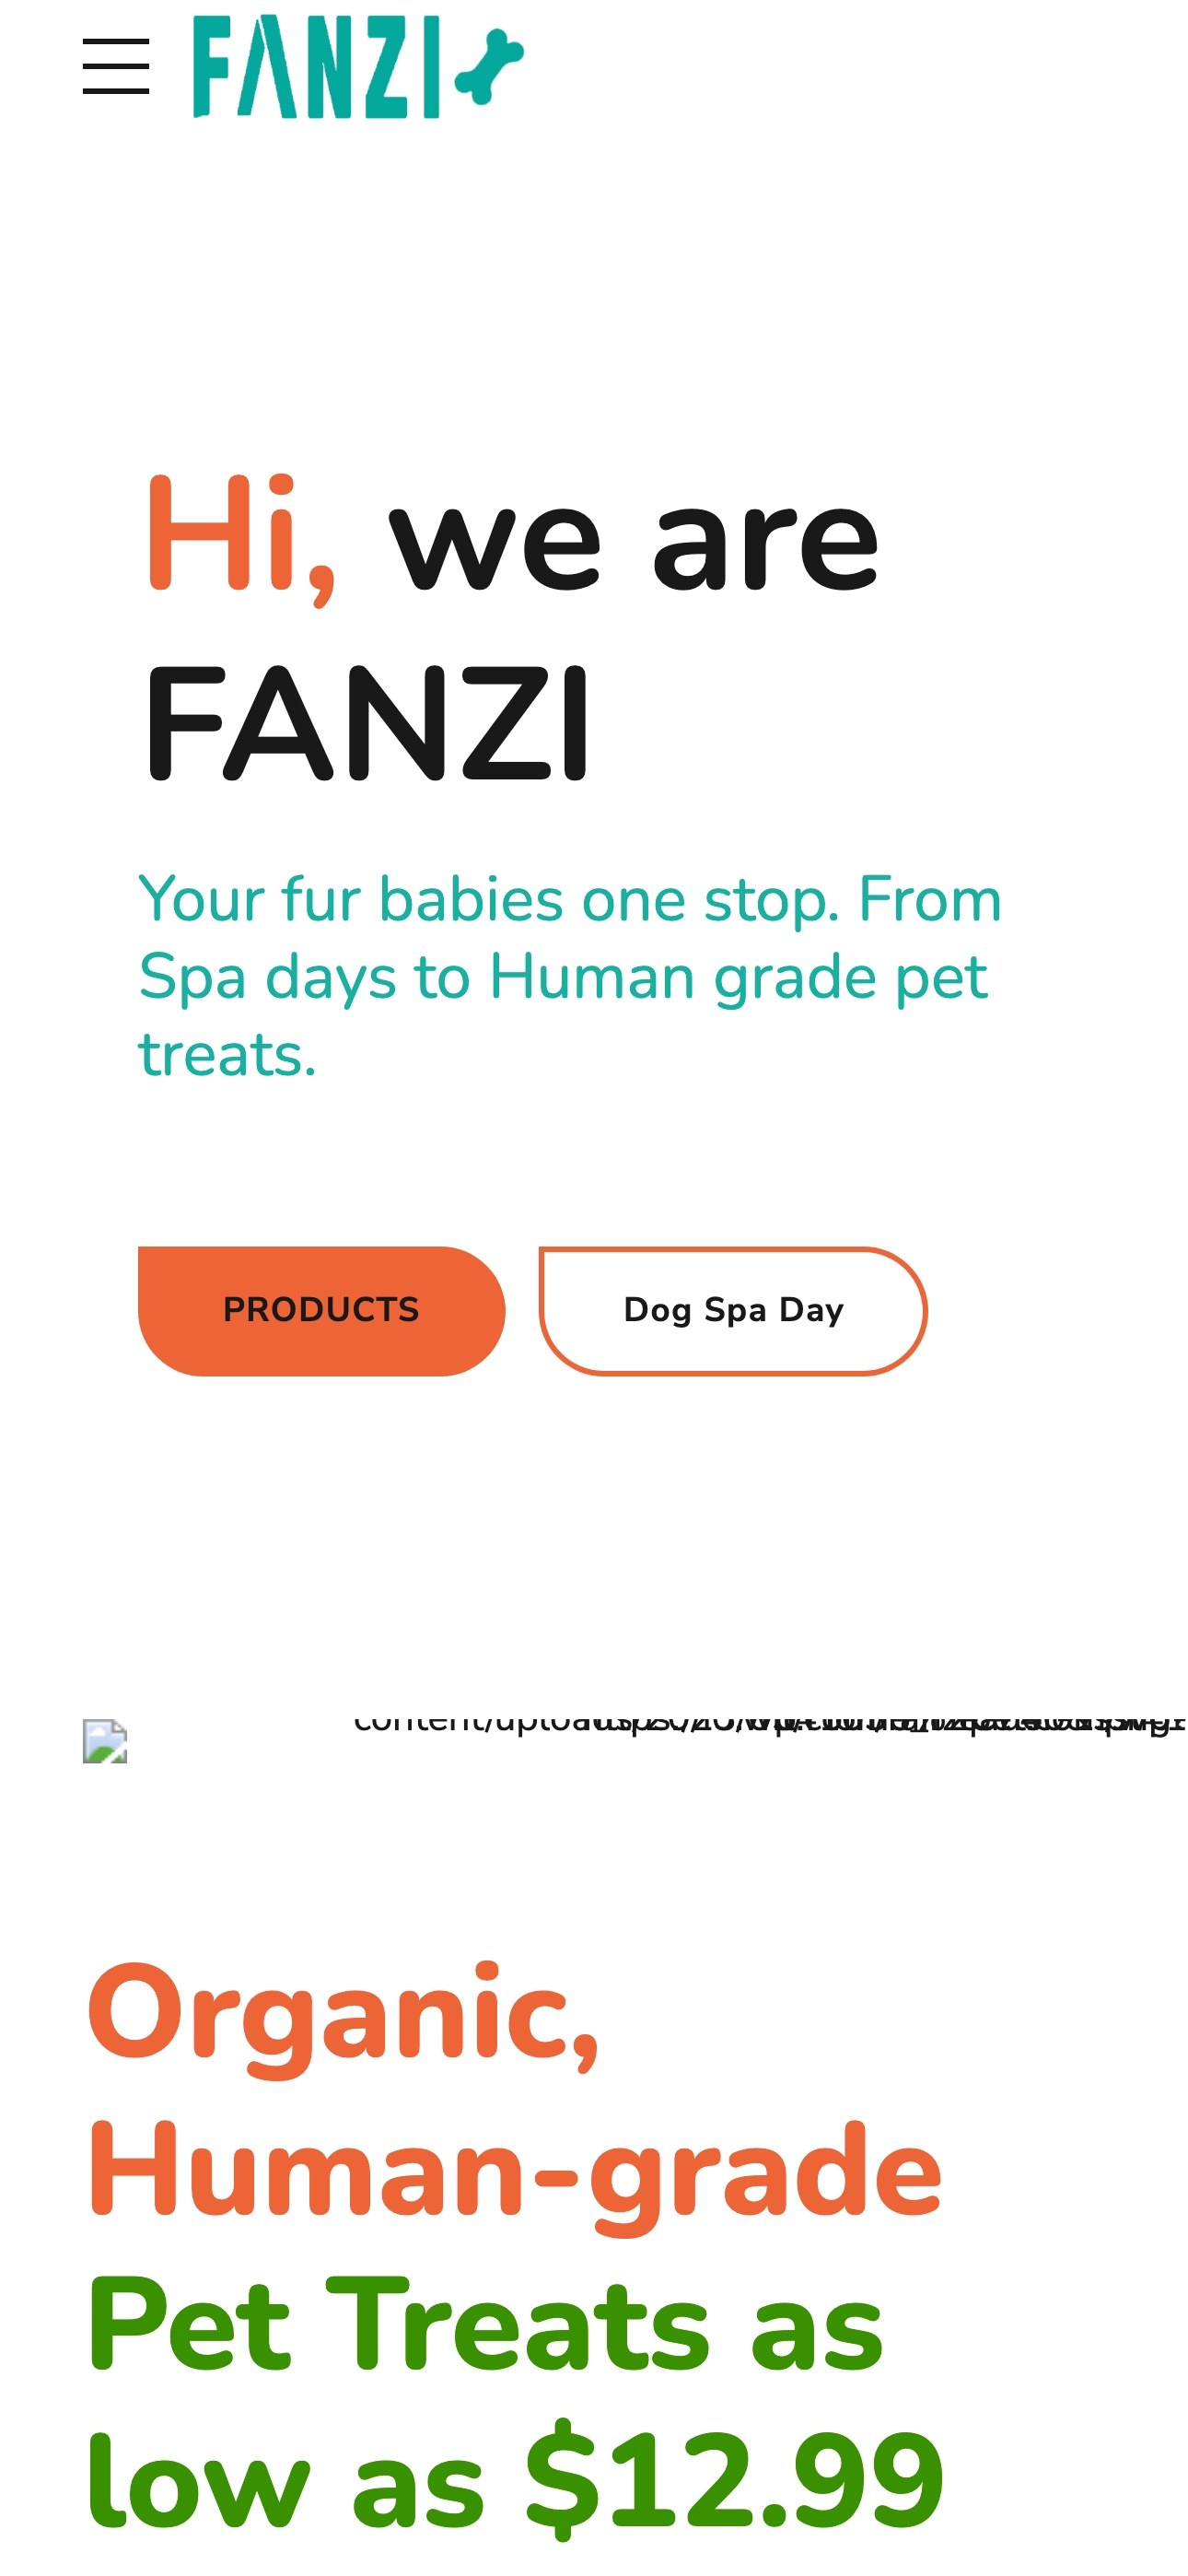 FANZI
Hi, we are
FANZI
Your fur babies one stop. From
Spa days to Human grade pet
treats.
PRODUCTS
Dog Spa Day
Organic,
Human-grade
Pet Treats as
low as $12.99